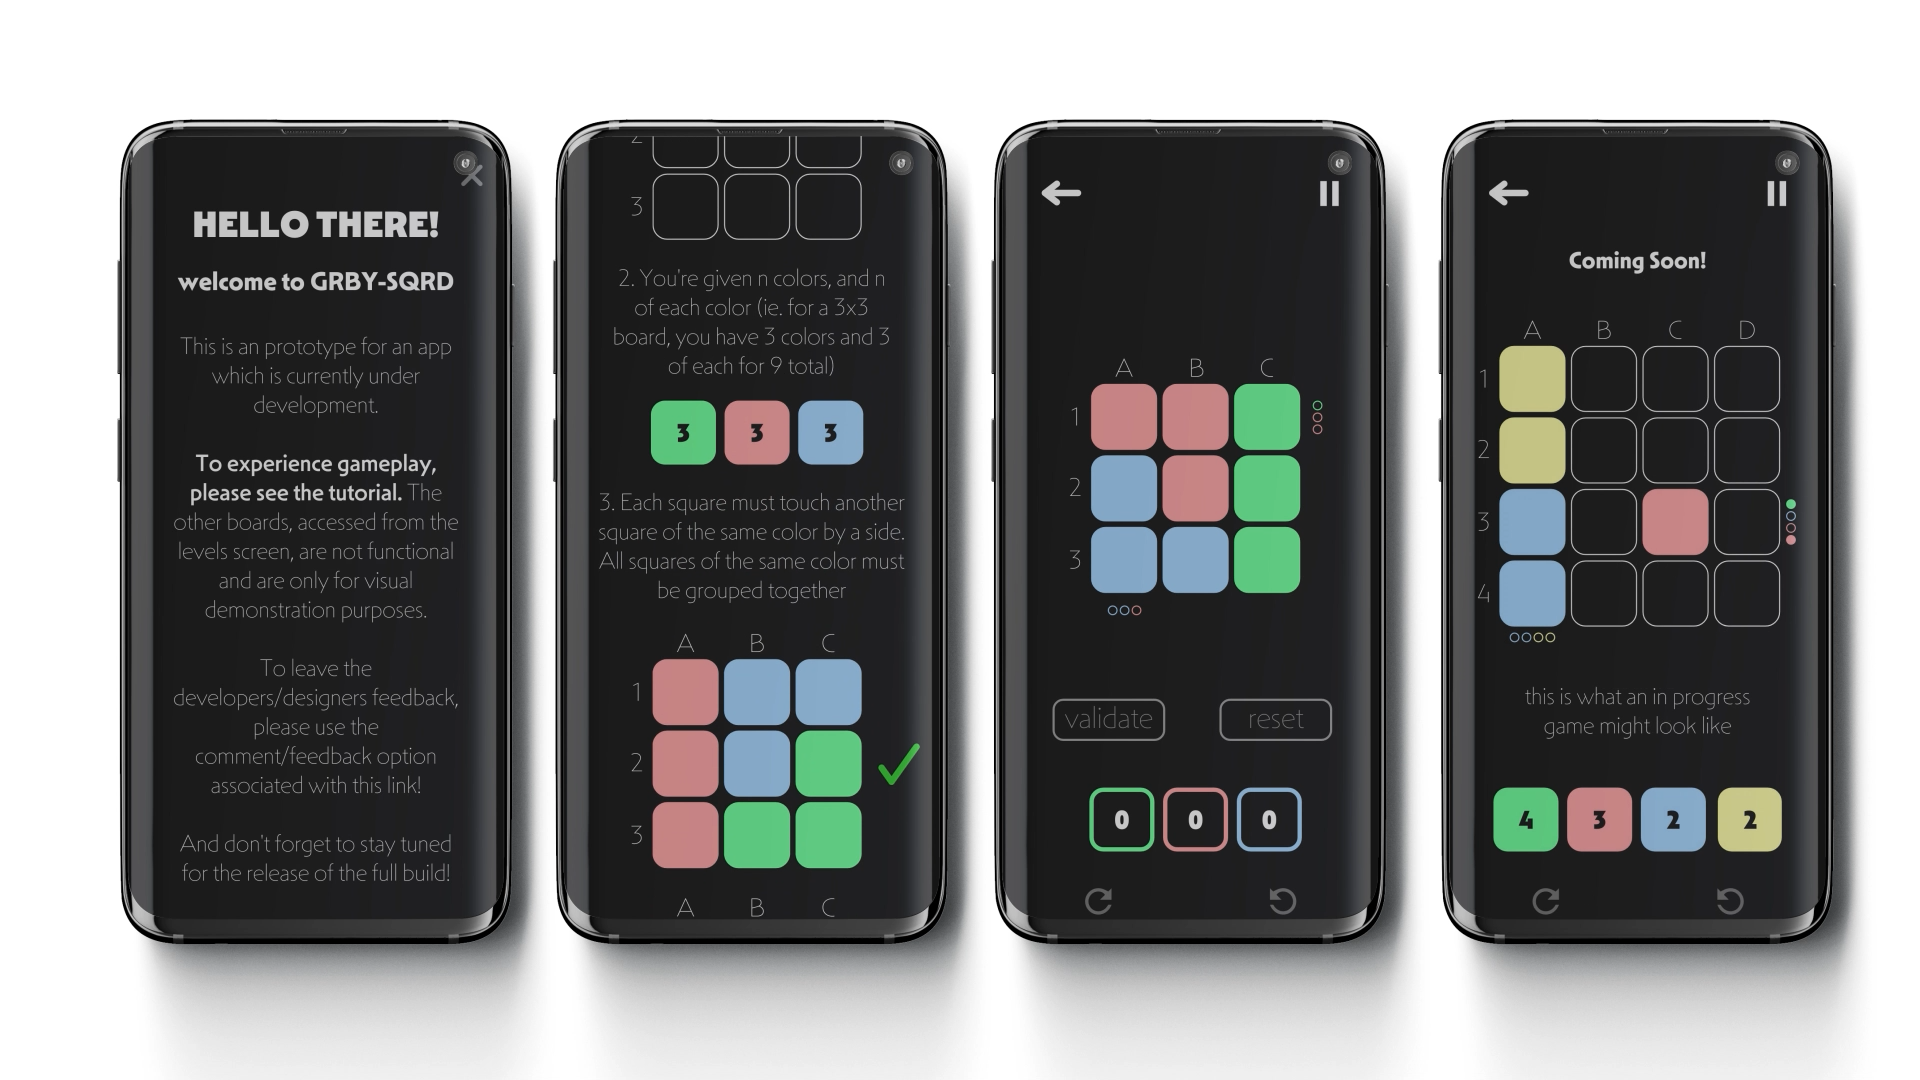 HELLO THERE!
welcome to GRBY-SQRD
This is an prototype for an app
which is currently under
development.
To experience gameplay,
please see the tutorial. The
other boards, accessed from the
levels screen, are not functional
and are only for visual
demonstration purposes.
To leave the
developers/designers feedback,
please use the
comment/feedback option
associated with this link!
And don't forget to stay tuned
for the release of the full build!
2
3
2. You're given n colors, and n
of each color (ie. for a 3x3
board, you have 3 colors and 3
of each for 9 total)
3 3 3
3. Each square must touch another
square of the same color by a side.
All squares of the same color must
be grouped together
A B C
1
2
3
A B C
A B C
1
2
3
validate reset
0 0 0
Coming Soon!
A B C D
1
2
3
4
this is what an in progress
game might look like
4 3 2 2